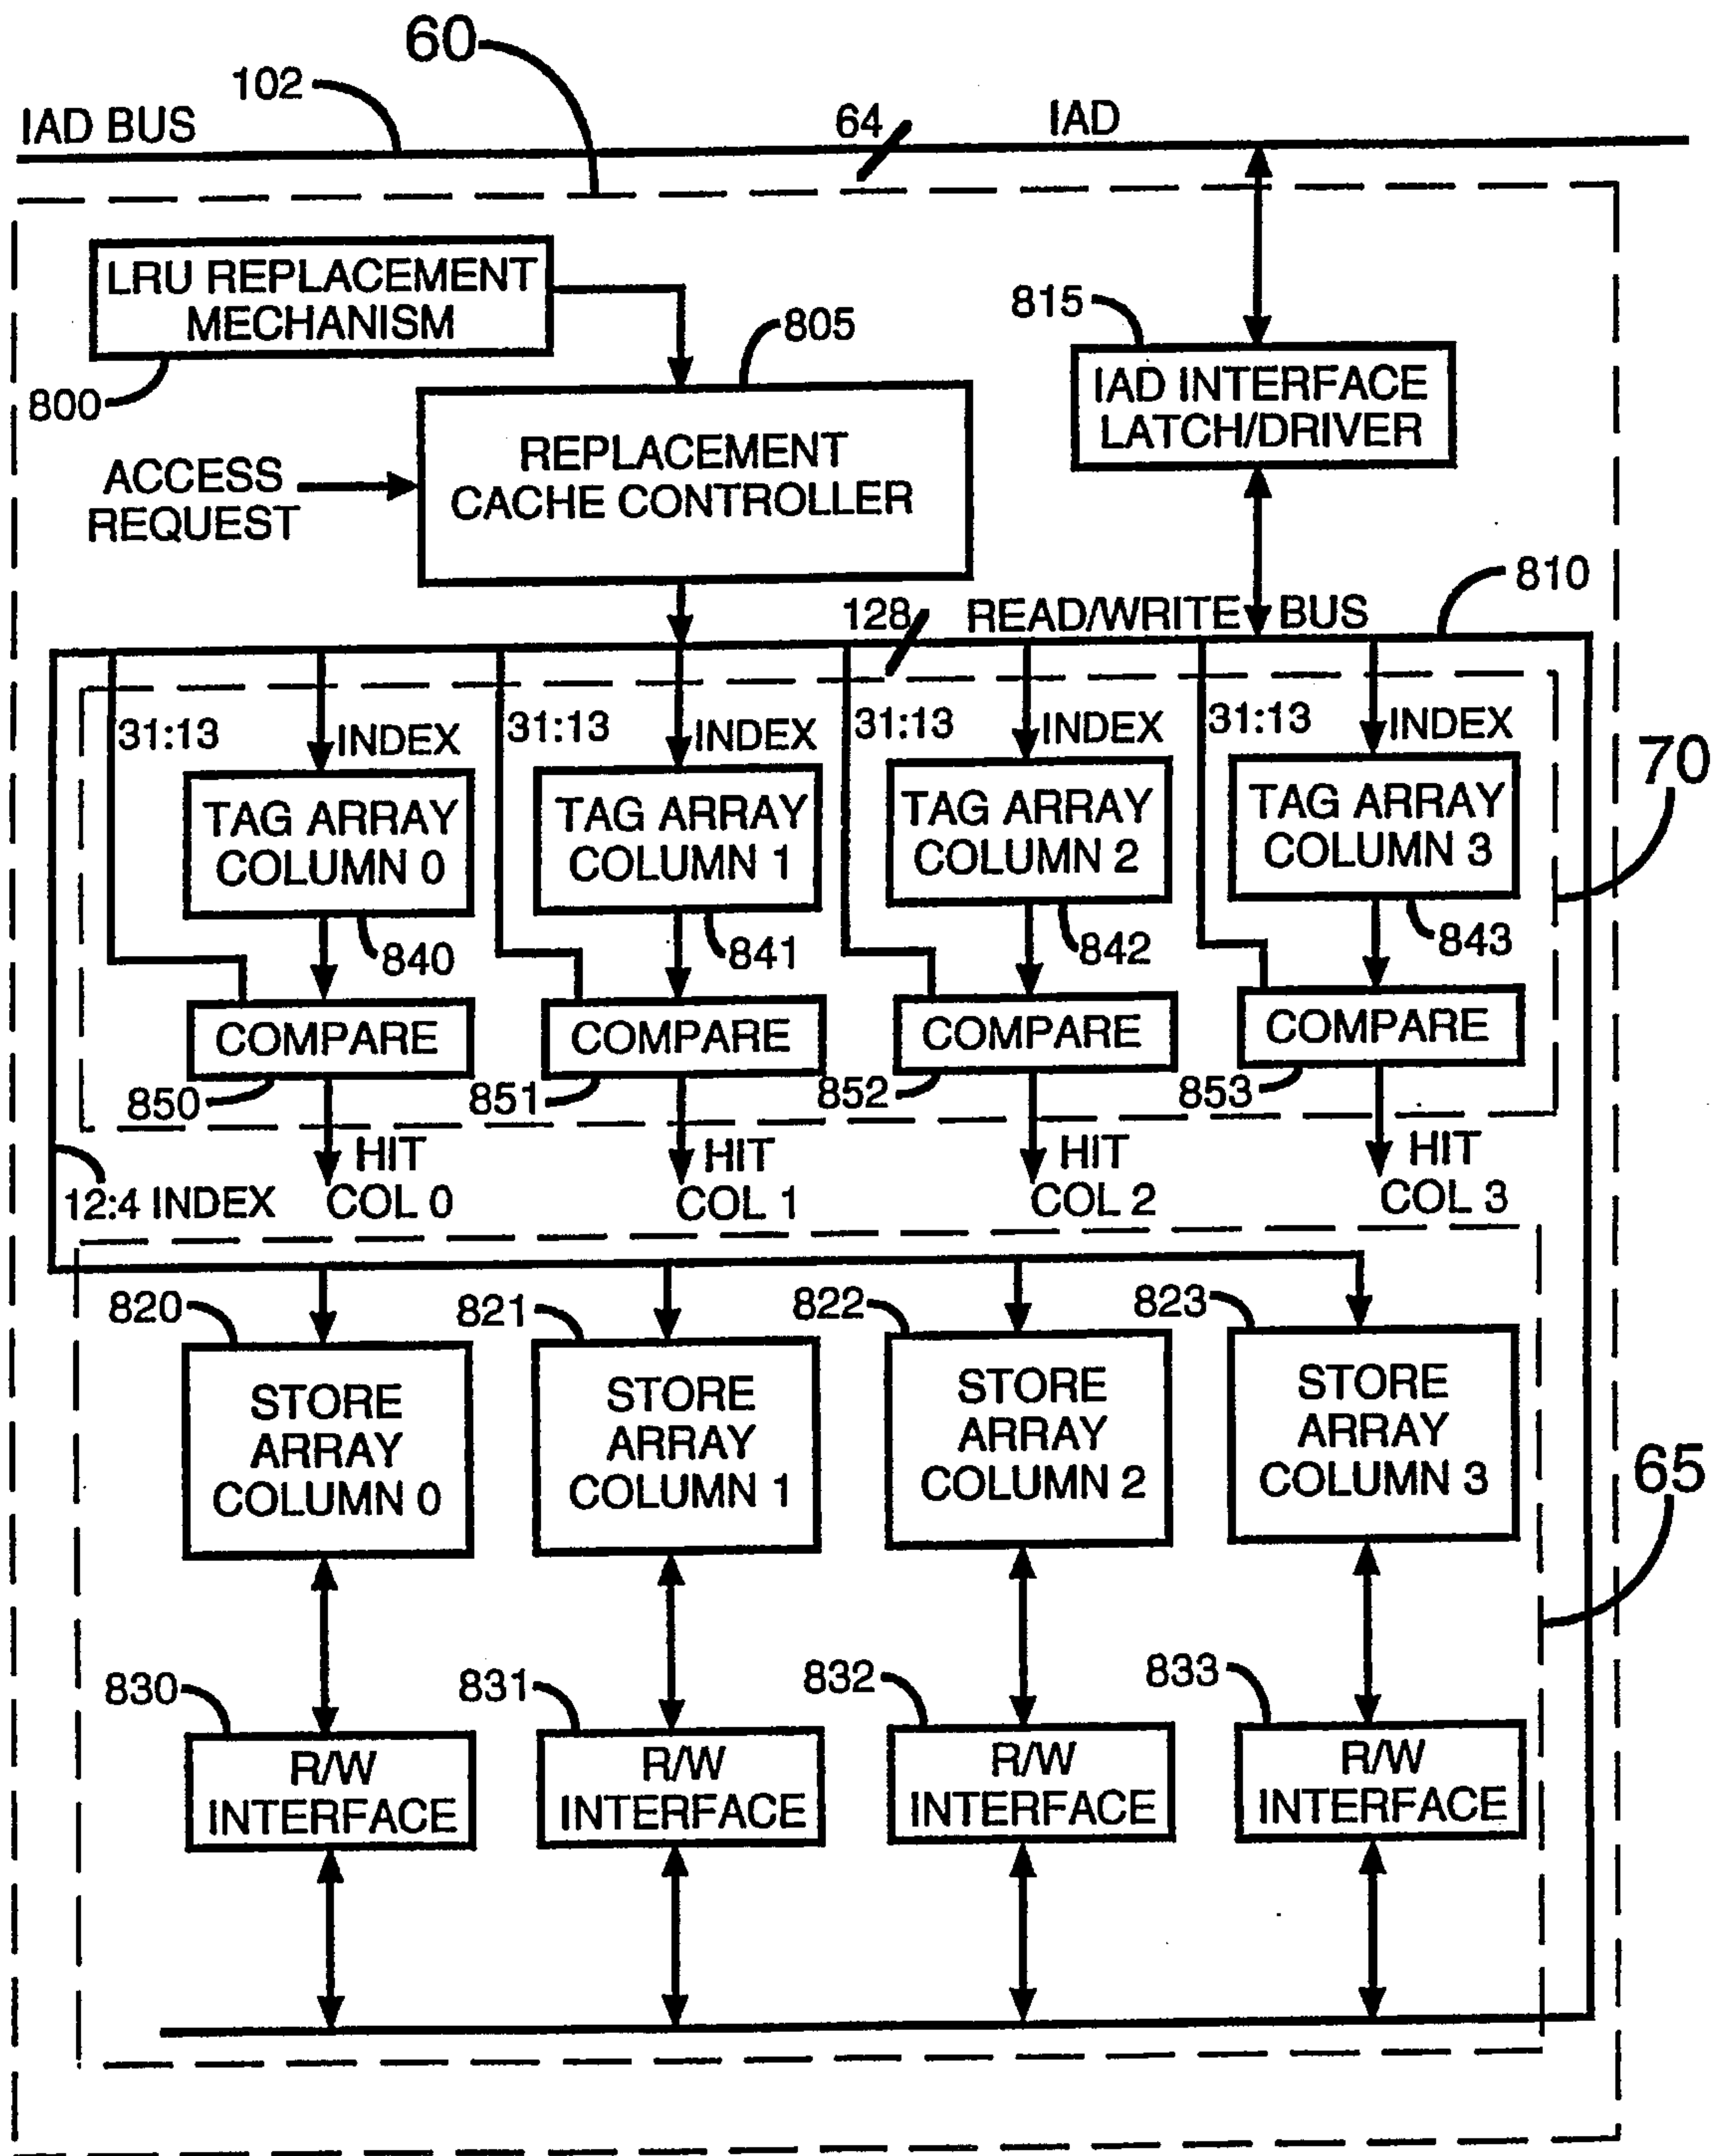 60
102
IAD BUS
64
IAD
LRU REPLACEMENT
MECHANISM
800
805
815
IAD INTERFACE
LATCH/DRIVER
REPLACEMENT
CACHE CONTROLLER
ACCESS
REQUEST
810
128
READ/WRITE BUS
31:13
INDEX
31:13
INDEX
31:13
INDEX
31:13
INDEX
70
TAG ARRAY
COLUMN 0
TAG ARRAY
COLUMN 1
TAG ARRAY
COLUMN 2
TAG ARRAY
COLUMN 3
840
841
842
843
COMPARE
COMPARE
COMPARE
COMPARE
850
851
852
853
HIT
COL 0
HIT
COL 1
HIT
COL 2
HIT
COL 3
12:4 INDEX
820
821
822
823
STORE
ARRAY
COLUMN 0
STORE
ARRAY
COLUMN 1
STORE
ARRAY
COLUMN 2
STORE
ARRAY
COLUMN 3
65
830
831
832
833
R/W
INTERFACE
R/W
INTERFACE
R/W
INTERFACE
R/W
INTERFACE